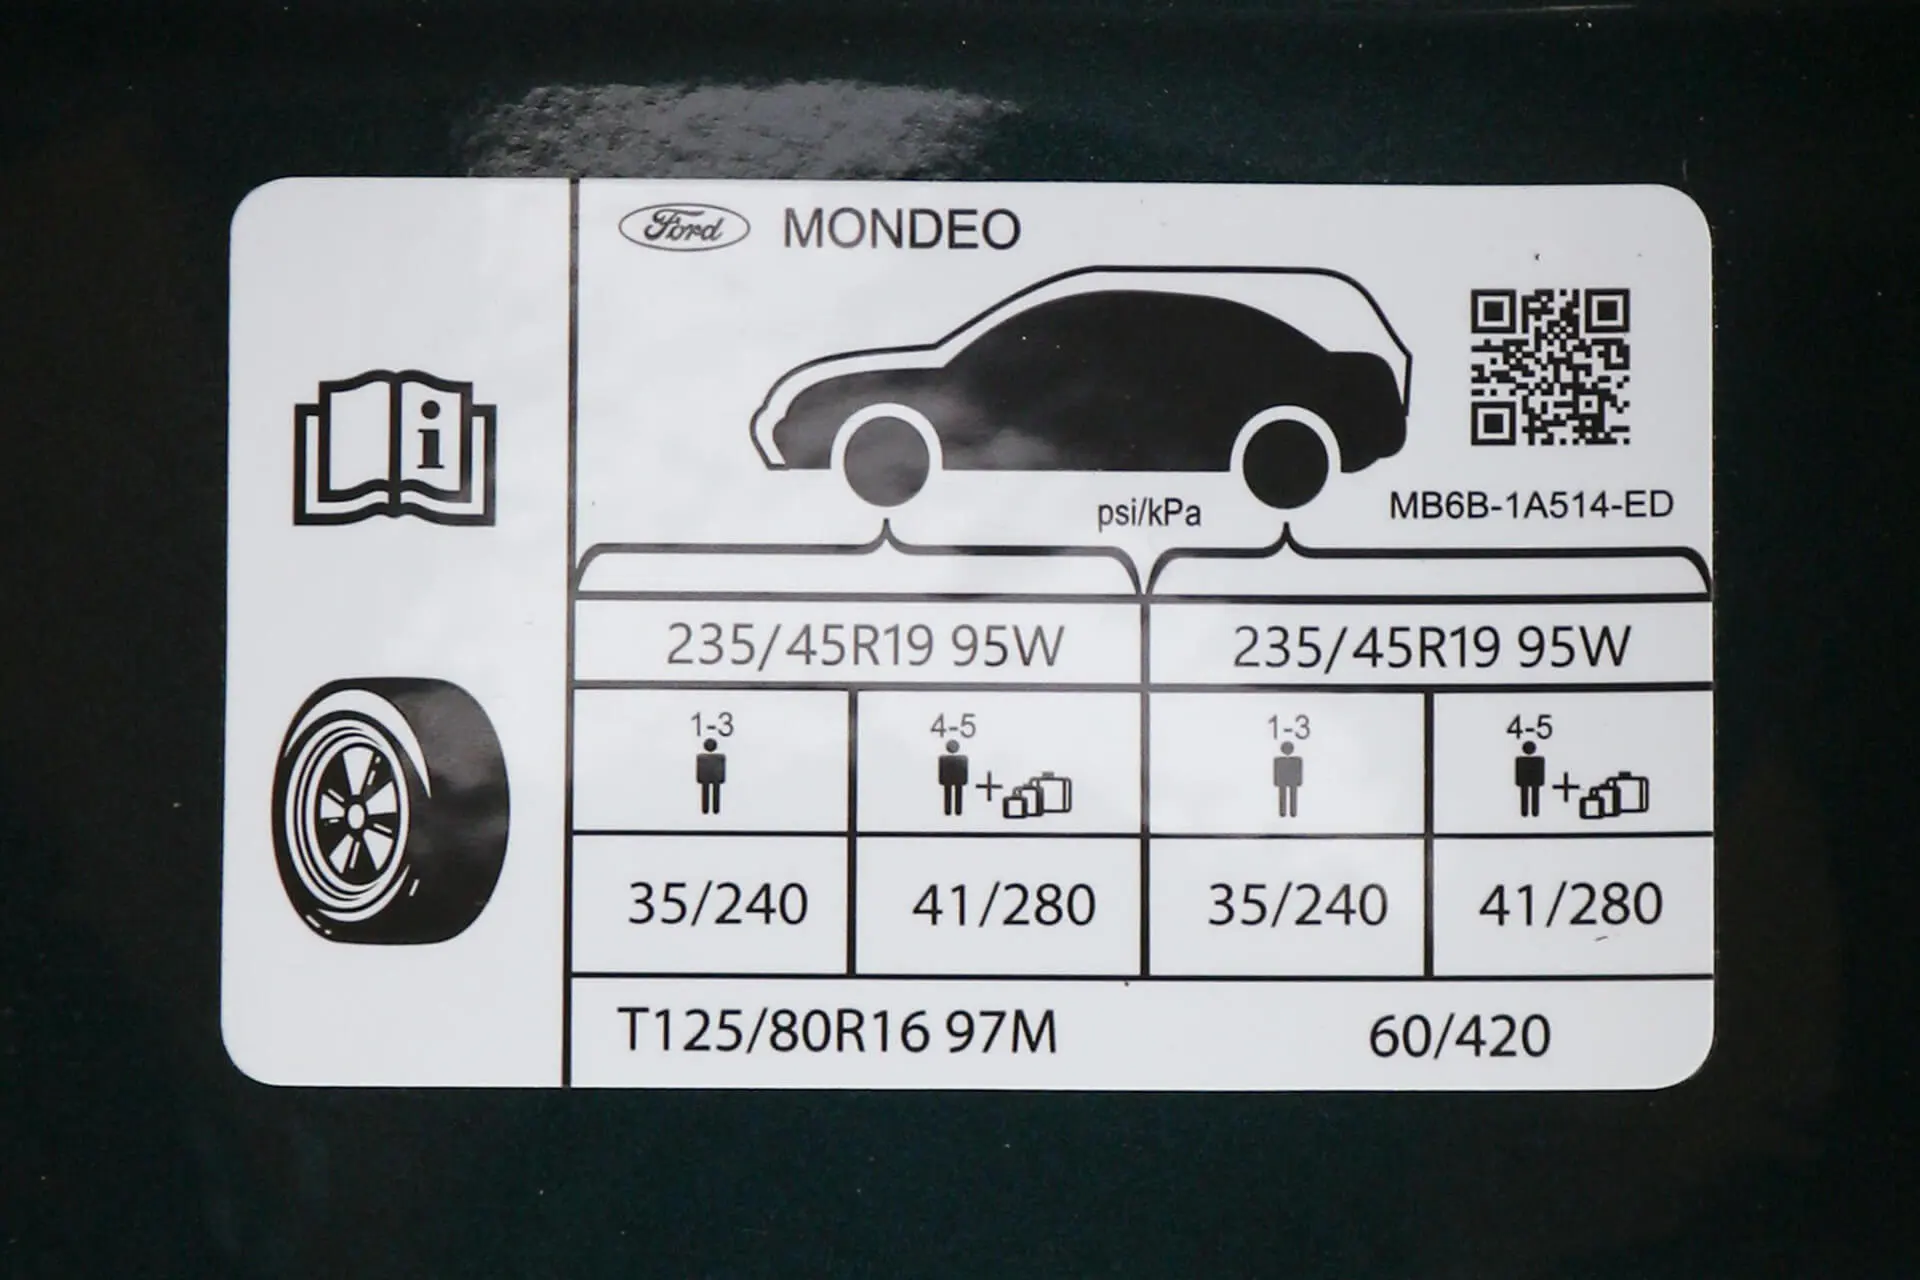 Ford MONDEO
MB6B-1A514-ED
psi/kPa
235/45R19 95W 235/45R19 95W
1-3 4-5 + 1-3 4-5 +
35/240 41/280 35/240 41/280
T125/80R16 97M 60/420
i